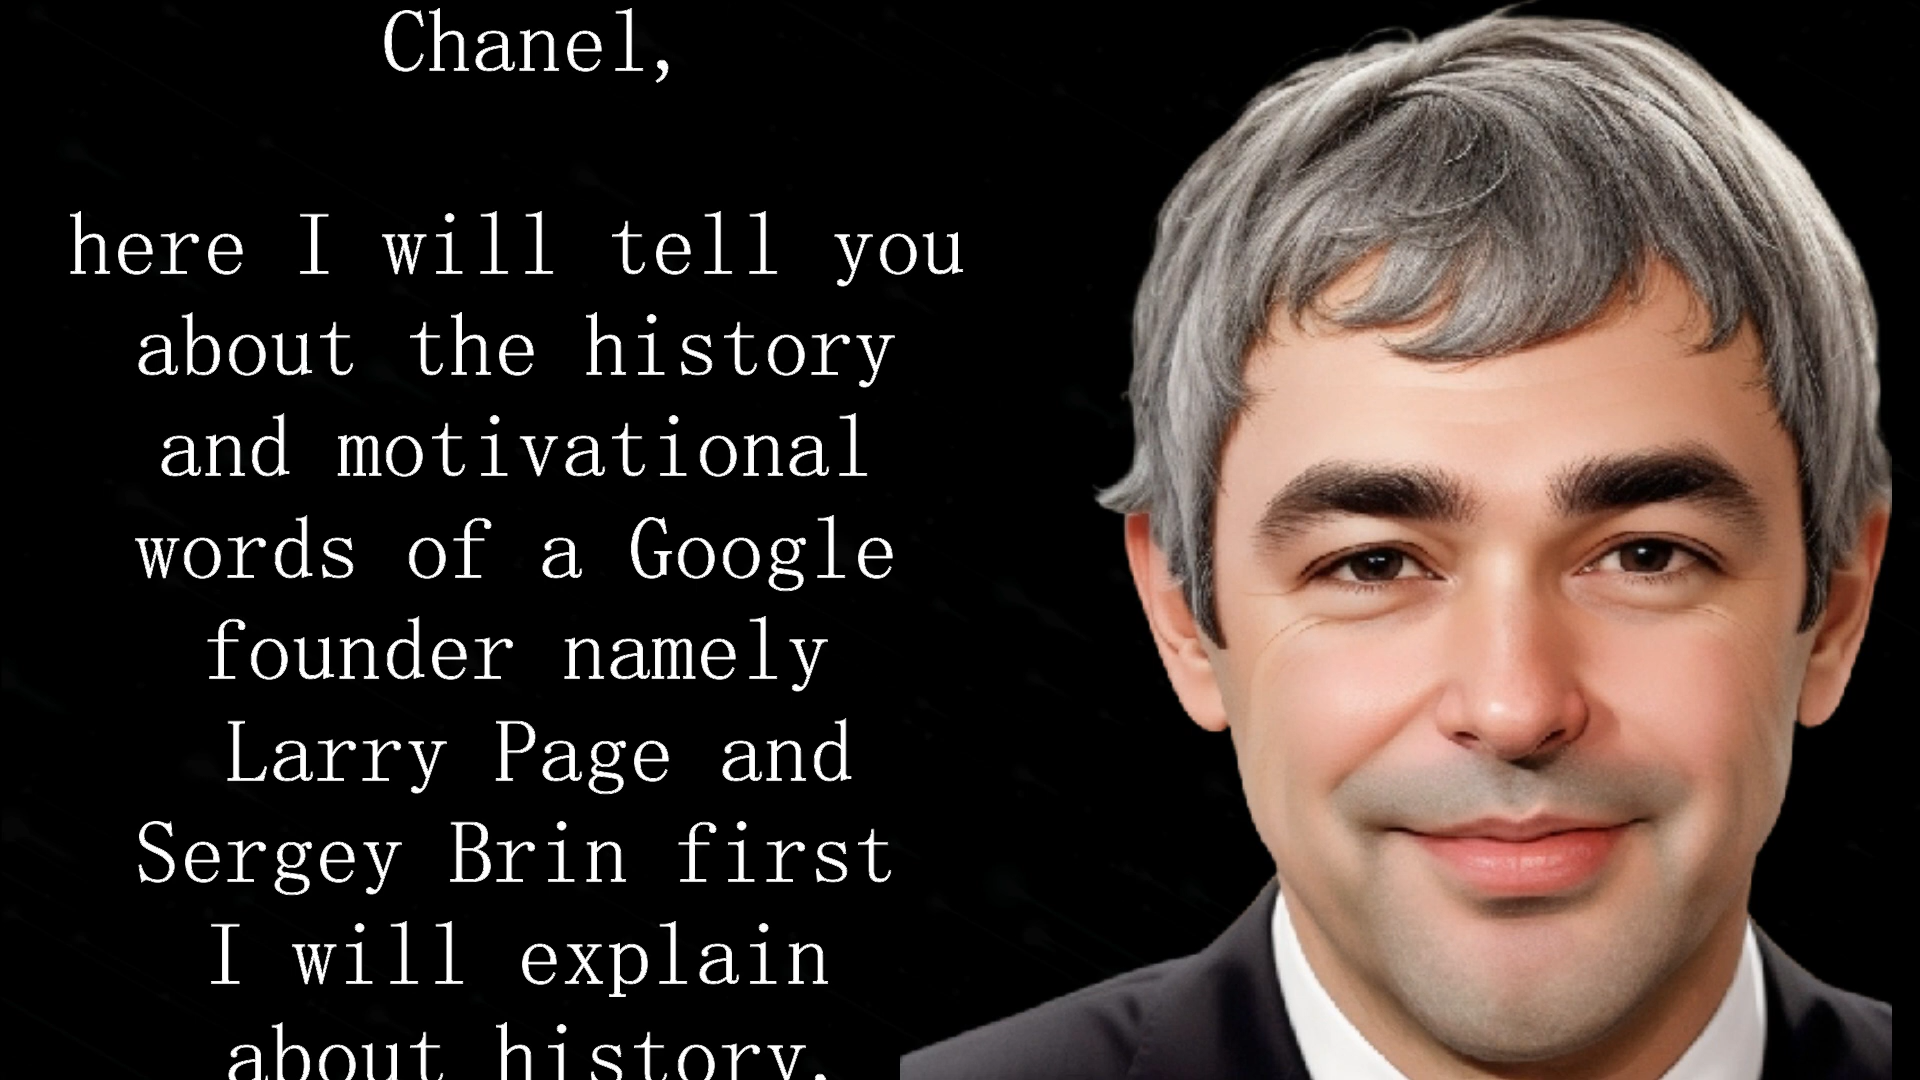 Chanel,
here I will tell you
about the history
and motivational
words of a Google
founder namely
Larry Page and
Sergey Brin first
I will explain
about history.